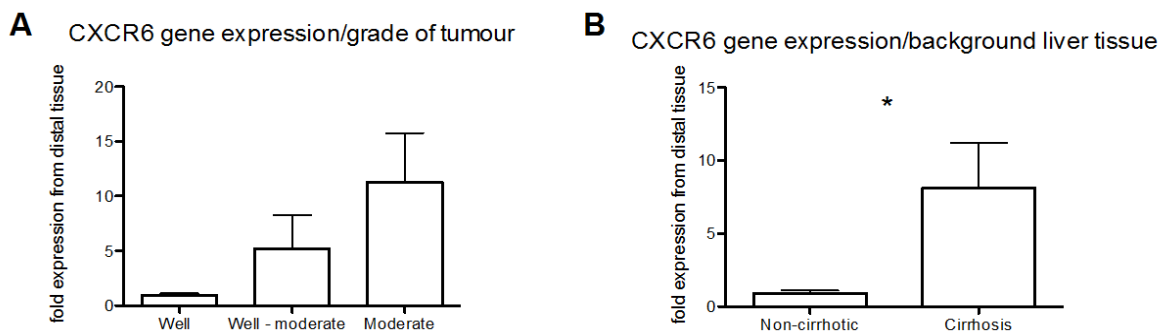 A
CXCR6 gene expression/grade of tumour
fold expression from distal tissue
20
15
10
5
0
Well
Well - moderate
Moderate
B
CXCR6 gene expression/background liver tissue
fold expression from distal tissue
15
10
5
0
*
Non-cirrhotic
Cirrhosis